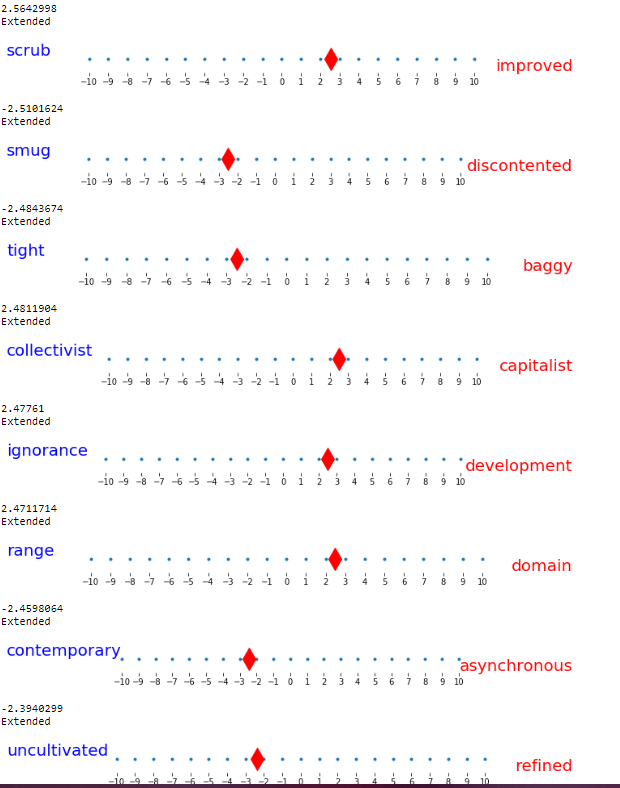 2.5642998
Extended
scrub
improved
−10 −9 −8 −7 −6 −5 −4 −3 −2 −1 0 1 2 3 4 5 6 7 8 9 10
-2.5101624
Extended
smug
discontented
−10 −9 −8 −7 −6 −5 −4 −3 −2 −1 0 1 2 3 4 5 6 7 8 9 10
-2.4843674
Extended
tight
baggy
−10 −9 −8 −7 −6 −5 −4 −3 −2 −1 0 1 2 3 4 5 6 7 8 9 10
2.4811904
Extended
collectivist
capitalist
−10 −9 −8 −7 −6 −5 −4 −3 −2 −1 0 1 2 3 4 5 6 7 8 9 10
2.47761
Extended
ignorance
development
−10 −9 −8 −7 −6 −5 −4 −3 −2 −1 0 1 2 3 4 5 6 7 8 9 10
2.4711714
Extended
range
domain
−10 −9 −8 −7 −6 −5 −4 −3 −2 −1 0 1 2 3 4 5 6 7 8 9 10
-2.4598064
Extended
contemporary
asynchronous
−10 −9 −8 −7 −6 −5 −4 −3 −2 −1 0 1 2 3 4 5 6 7 8 9 10
-2.3940299
Extended
uncultivated
refined
−10 −9 −8 −7 −6 −5 −4 −3 −2 −1 0 1 2 3 4 5 6 7 8 9 10